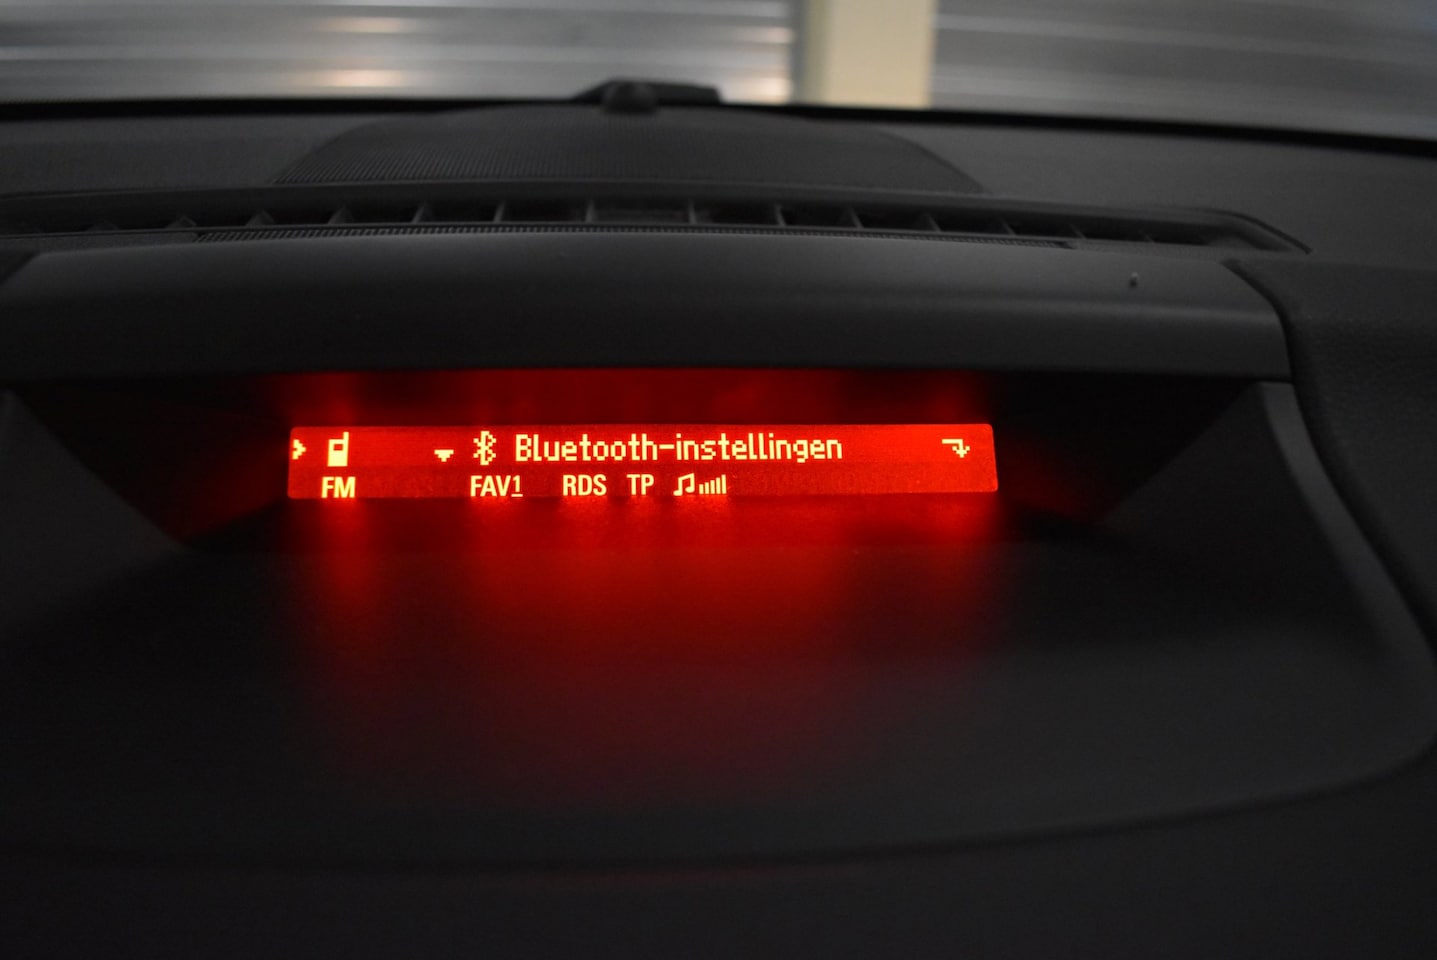 Bluetooth-instellingen
FM FAV1 RDS TP